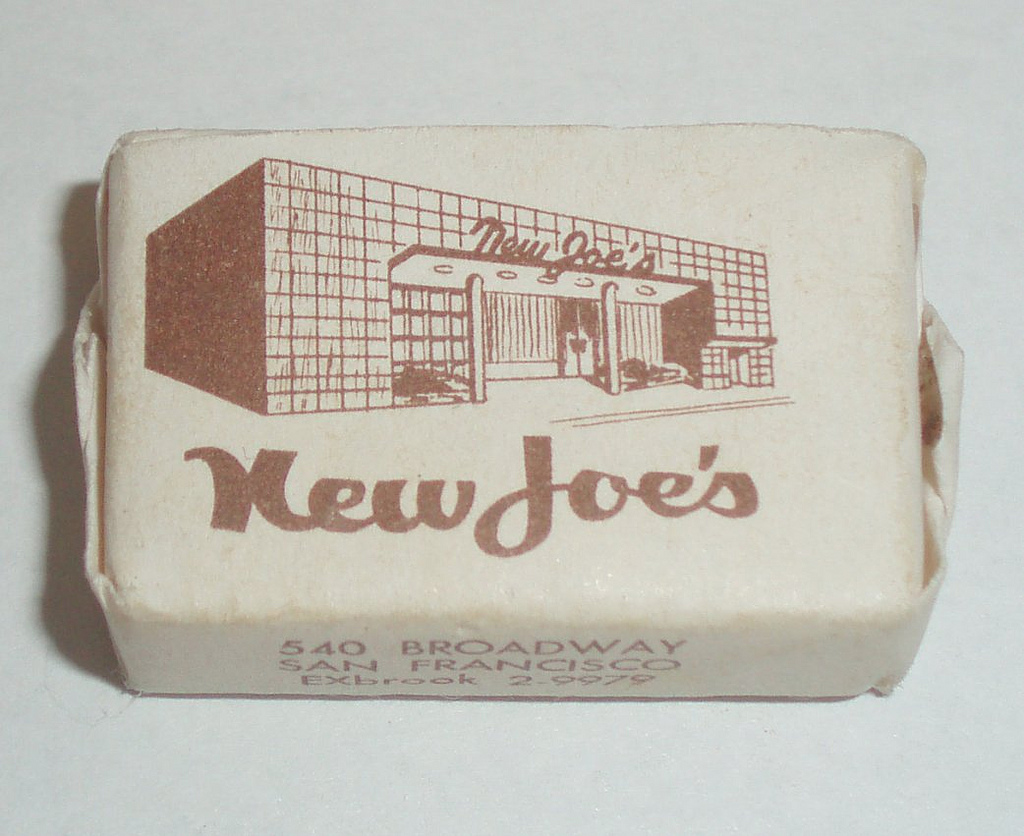 New Joe's
New Joe's
540 BROADWAY
SAN FRANCISCO
EXbrook 2-9979